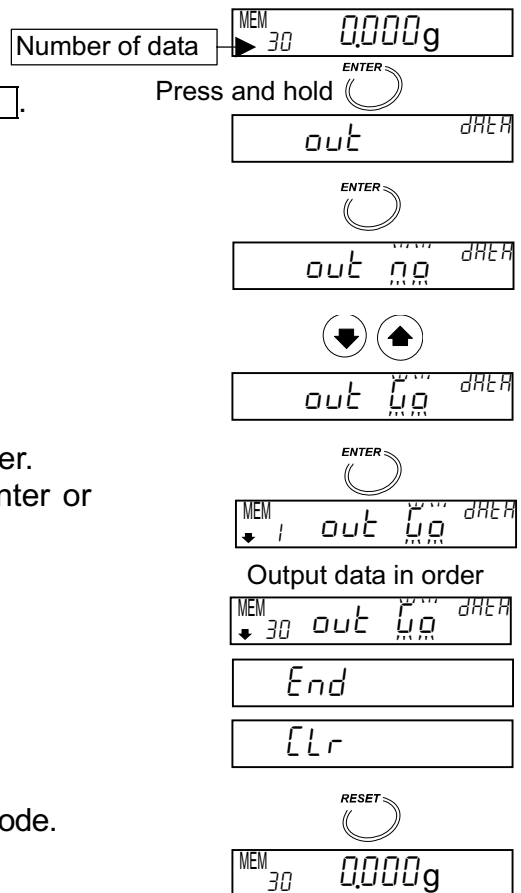 MEM
30 0.000g
Number of data
ENTER
Press and hold
.
out dAtA
ENTER
out no dAtA
out Go dAtA
er.
ENTER
nter or
MEM
1 out Go dAtA
Output data in order
MEM
30 out Go dAtA
End
CLr
RESET
ode.
MEM
30 0.000g